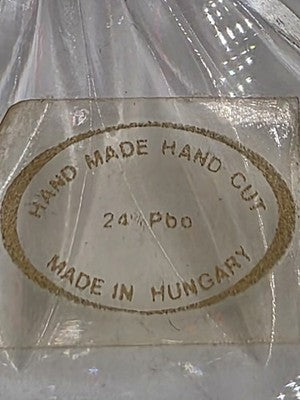 HAND MADE HAND CUT
24% Pbo
MADE IN HUNGARY